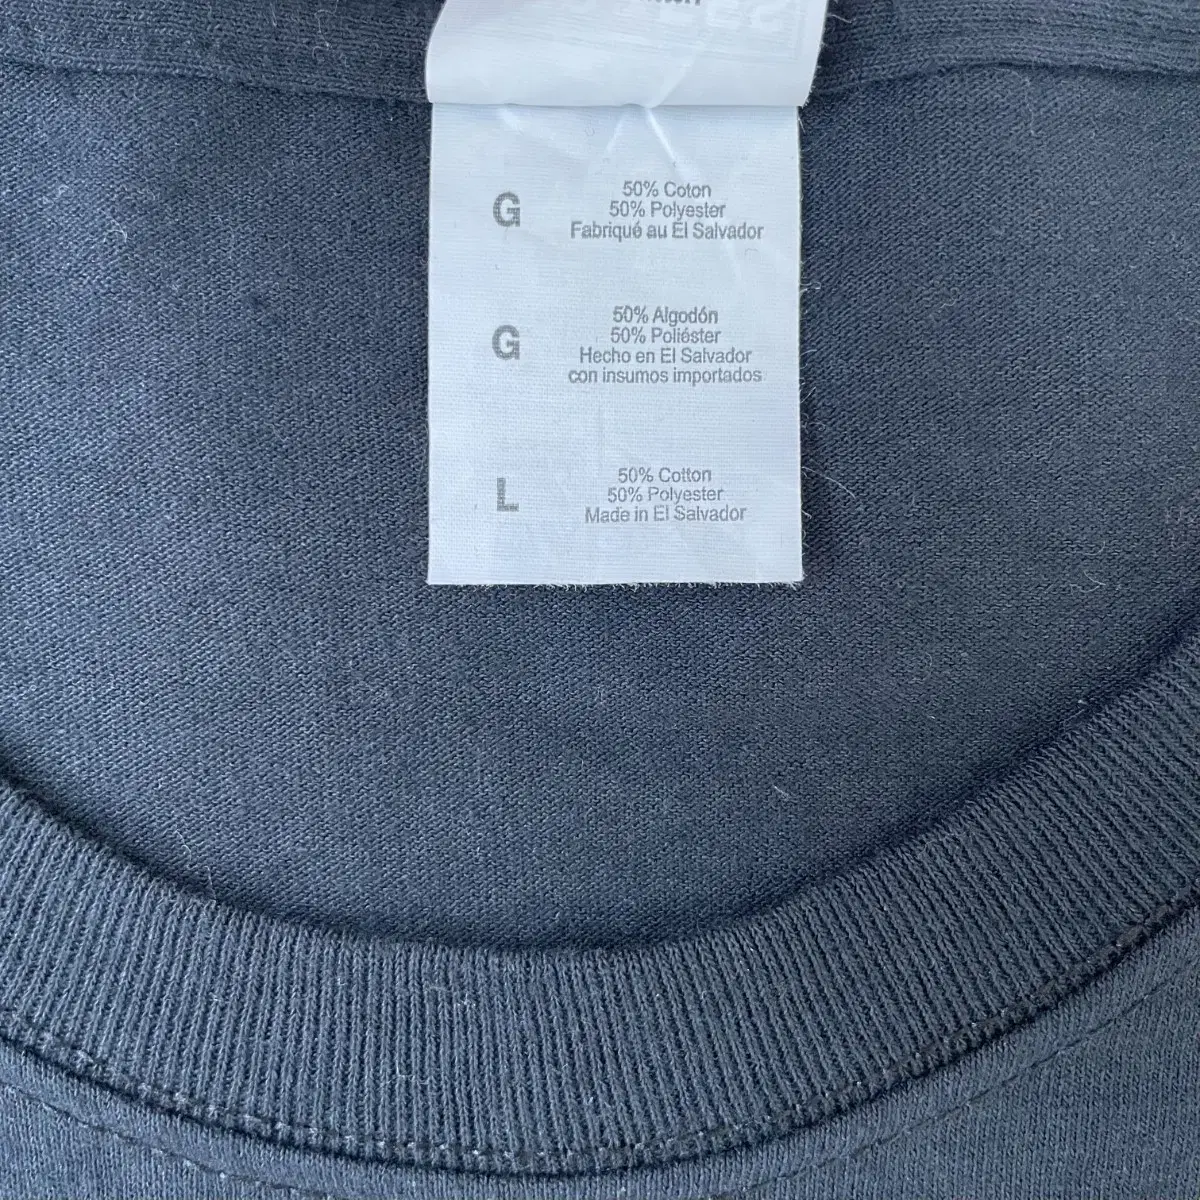 G
50% Coton
50% Polyester
Fabriqué au El Salvador
G
50% Algodón
50% Poliéster
Hecho en El Salvador
con insumos importados
L
50% Cotton
50% Polyester
Made in El Salvador